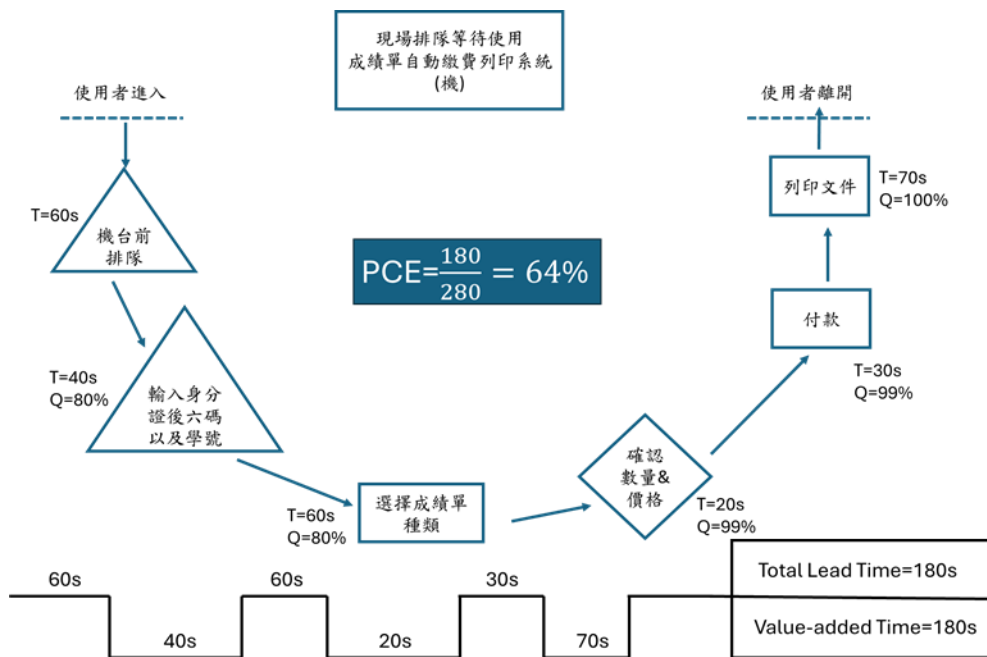 現場排隊等待使用
成績單自動繳費列印系統
(機)
使用者進入
使用者離開
T=60s
機台前
排隊
列印文件
T=70s
Q=100%
PCE=180/280=64%
付款
T=30s
Q=99%
T=40s
Q=80%
輸入身分
證後六碼
以及學號
T=60s
Q=80%
選擇成績單
種類
確認
數量&
價格
T=20s
Q=99%
60s
40s
60s
20s
30s
70s
Total Lead Time=180s
Value-added Time=180s